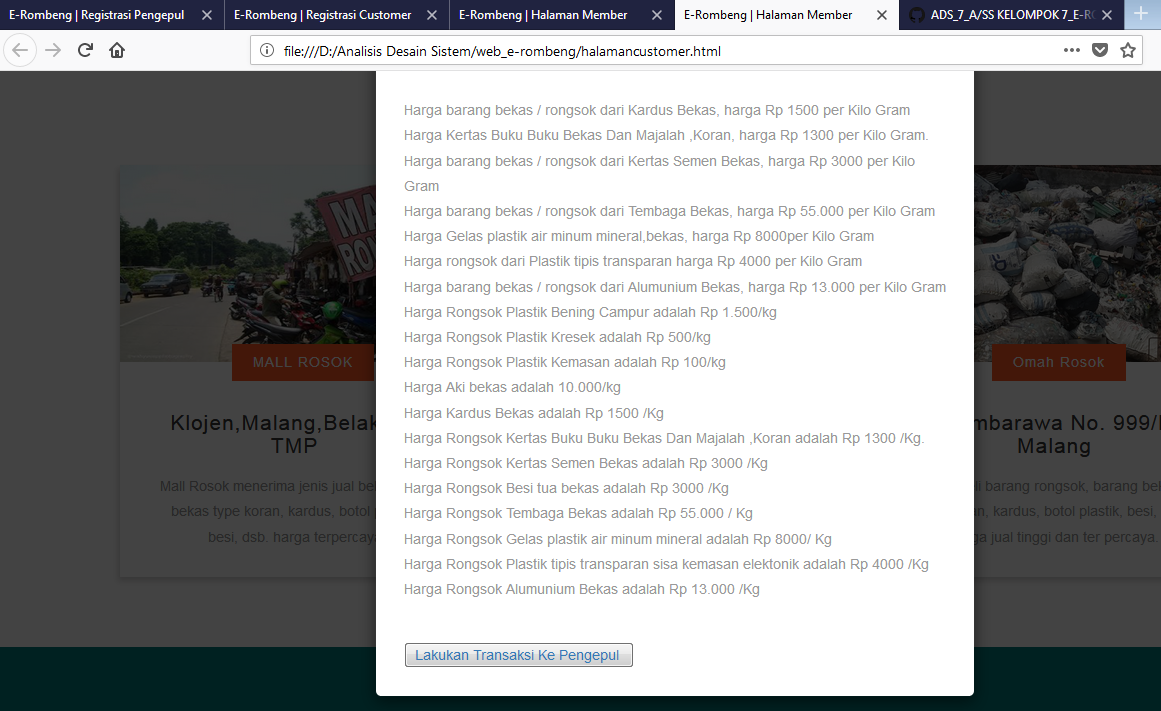 E-Rombeng | Registrasi Pengepul
E-Rombeng | Registrasi Customer
E-Rombeng | Halaman Member
E-Rombeng | Halaman Member
ADS_7_A/SS KELOMPOK 7_E-RO
file:///D:/Analisis Desain Sistem/web_e-rombeng/halamancustomer.html
Harga barang bekas / rongsok dari Kardus Bekas, harga Rp 1500 per Kilo Gram
Harga Kertas Buku Buku Bekas Dan Majalah ,Koran, harga Rp 1300 per Kilo Gram.
Harga barang bekas / rongsok dari Kertas Semen Bekas, harga Rp 3000 per Kilo
Gram
Harga barang bekas / rongsok dari Tembaga Bekas, harga Rp 55.000 per Kilo Gram
Harga Gelas plastik air minum mineral,bekas, harga Rp 8000per Kilo Gram
Harga rongsok dari Plastik tipis transparan harga Rp 4000 per Kilo Gram
Harga barang bekas / rongsok dari Alumunium Bekas, harga Rp 13.000 per Kilo Gram
Harga Rongsok Plastik Bening Campur adalah Rp 1.500/kg
Harga Rongsok Plastik Kresek adalah Rp 500/kg
Harga Rongsok Plastik Kemasan adalah Rp 100/kg
Harga Aki bekas adalah 10.000/kg
Harga Kardus Bekas adalah Rp 1500 /Kg
Harga Rongsok Kertas Buku Buku Bekas Dan Majalah ,Koran adalah Rp 1300 /Kg.
Harga Rongsok Kertas Semen Bekas adalah Rp 3000 /Kg
Harga Rongsok Besi tua bekas adalah Rp 3000 /Kg
Harga Rongsok Tembaga Bekas adalah Rp 55.000 / Kg
Harga Rongsok Gelas plastik air minum mineral adalah Rp 8000/ Kg
Harga Rongsok Plastik tipis transparan sisa kemasan elektonik adalah Rp 4000 /Kg
Harga Rongsok Alumunium Bekas adalah Rp 13.000 /Kg
Lakukan Transaksi Ke Pengepul
MALL ROSOK
Klojen,Malang,Belak
TMP
Mall Rosok menerima jenis jual be
bekas type koran, kardus, botol
besi, dsb. harga terpercaya
Omah Rosok
mbarawa No. 999/
Malang
li barang rongsok, barang be
n, kardus, botol plastik, besi,
ga jual tinggi dan ter percaya.